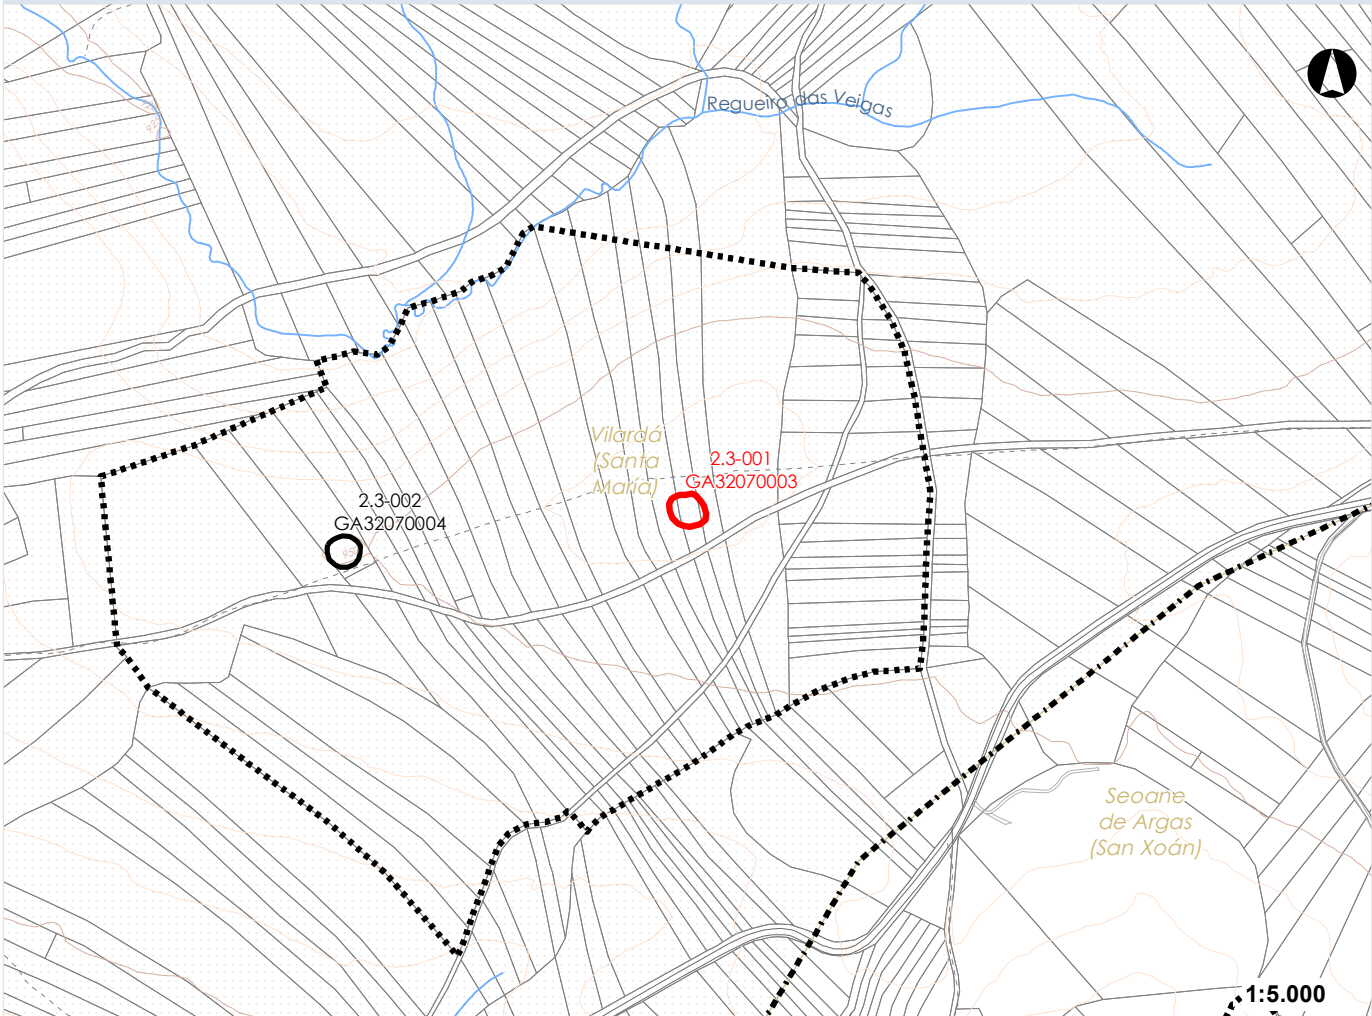 Regueiro das Veigas
Vilardá
(Santa
María)
2.3-001
GA32070003
2.3-002
GA32070004
Seoane
de Argas
(San Xoán)
1:5.000